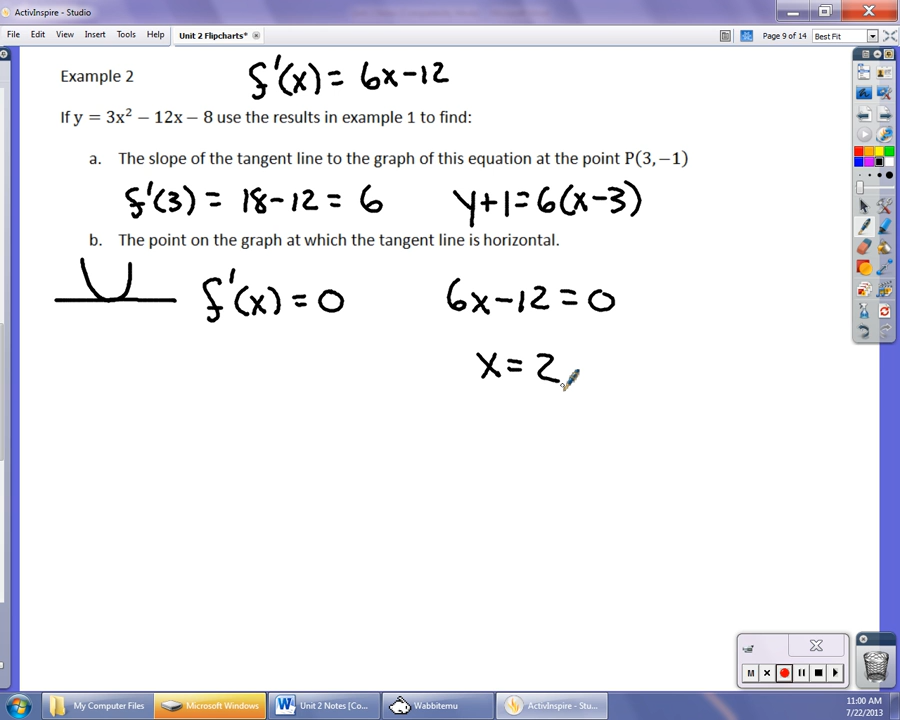 ActivInspire - Studio
File Edit View Insert Tools Help Unit 2 Flipcharts* Page 9 of 14 Best Fit
Example 2 f'(x) = 6x-12
If y = 3x² − 12x − 8 use the results in example 1 to find:
a. The slope of the tangent line to the graph of this equation at the point P(3,−1)
f'(3) = 18-12 = 6 y+1 = 6(x-3)
b. The point on the graph at which the tangent line is horizontal.
f'(x) = 0 6x-12 = 0
x = 2
M
My Computer Files Microsoft Windows Unit 2 Notes [Co... Wabbitemu ActivInspire - Stu...
11:00 AM
7/22/2013